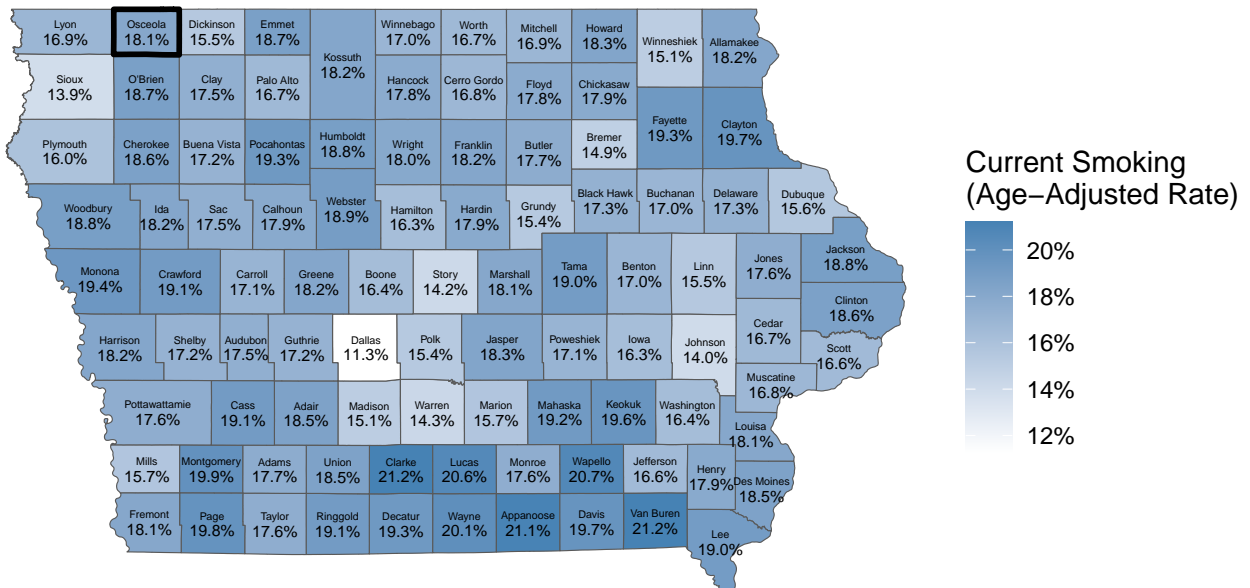 Lyon
16.9%
Osceola
18.1%
Dickinson
15.5%
Emmet
18.7%
Kossuth
18.2%
Winnebago
17.0%
Worth
16.7%
Mitchell
16.9%
Howard
18.3%
Winneshiek
15.1%
Allamakee
18.2%
Sioux
13.9%
O'Brien
18.7%
Clay
17.5%
Palo Alto
16.7%
Hancock
17.8%
Cerro Gordo
16.8%
Floyd
17.8%
Chickasaw
17.9%
Fayette
19.3%
Clayton
19.7%
Plymouth
16.0%
Cherokee
18.6%
Buena Vista
17.2%
Pocahontas
19.3%
Humboldt
18.8%
Wright
18.0%
Franklin
18.2%
Butler
17.7%
Bremer
14.9%
Woodbury
18.8%
Ida
18.2%
Sac
17.5%
Calhoun
17.9%
Webster
18.9%
Hamilton
16.3%
Hardin
17.9%
Grundy
15.4%
Black Hawk
17.3%
Buchanan
17.0%
Delaware
17.3%
Dubuque
15.6%
Monona
19.4%
Crawford
19.1%
Carroll
17.1%
Greene
18.2%
Boone
16.4%
Story
14.2%
Marshall
18.1%
Tama
19.0%
Benton
17.0%
Linn
15.5%
Jones
17.6%
Jackson
18.8%
Clinton
18.6%
Harrison
18.2%
Shelby
17.2%
Audubon
17.5%
Guthrie
17.2%
Dallas
11.3%
Polk
15.4%
Jasper
18.3%
Poweshiek
17.1%
Iowa
16.3%
Johnson
14.0%
Cedar
16.7%
Scott
16.6%
Muscatine
16.8%
Pottawattamie
17.6%
Cass
19.1%
Adair
18.5%
Madison
15.1%
Warren
14.3%
Marion
15.7%
Mahaska
19.2%
Keokuk
19.6%
Washington
16.4%
Louisa
18.1%
Mills
15.7%
Montgomery
19.9%
Adams
17.7%
Union
18.5%
Clarke
21.2%
Lucas
20.6%
Monroe
17.6%
Wapello
20.7%
Jefferson
16.6%
Henry
17.9%
Des Moines
18.5%
Fremont
18.1%
Page
19.8%
Taylor
17.6%
Ringgold
19.1%
Decatur
19.3%
Wayne
20.1%
Appanoose
21.1%
Davis
19.7%
Van Buren
21.2%
Lee
19.0%
Current Smoking
(Age−Adjusted Rate)
20%
18%
16%
14%
12%